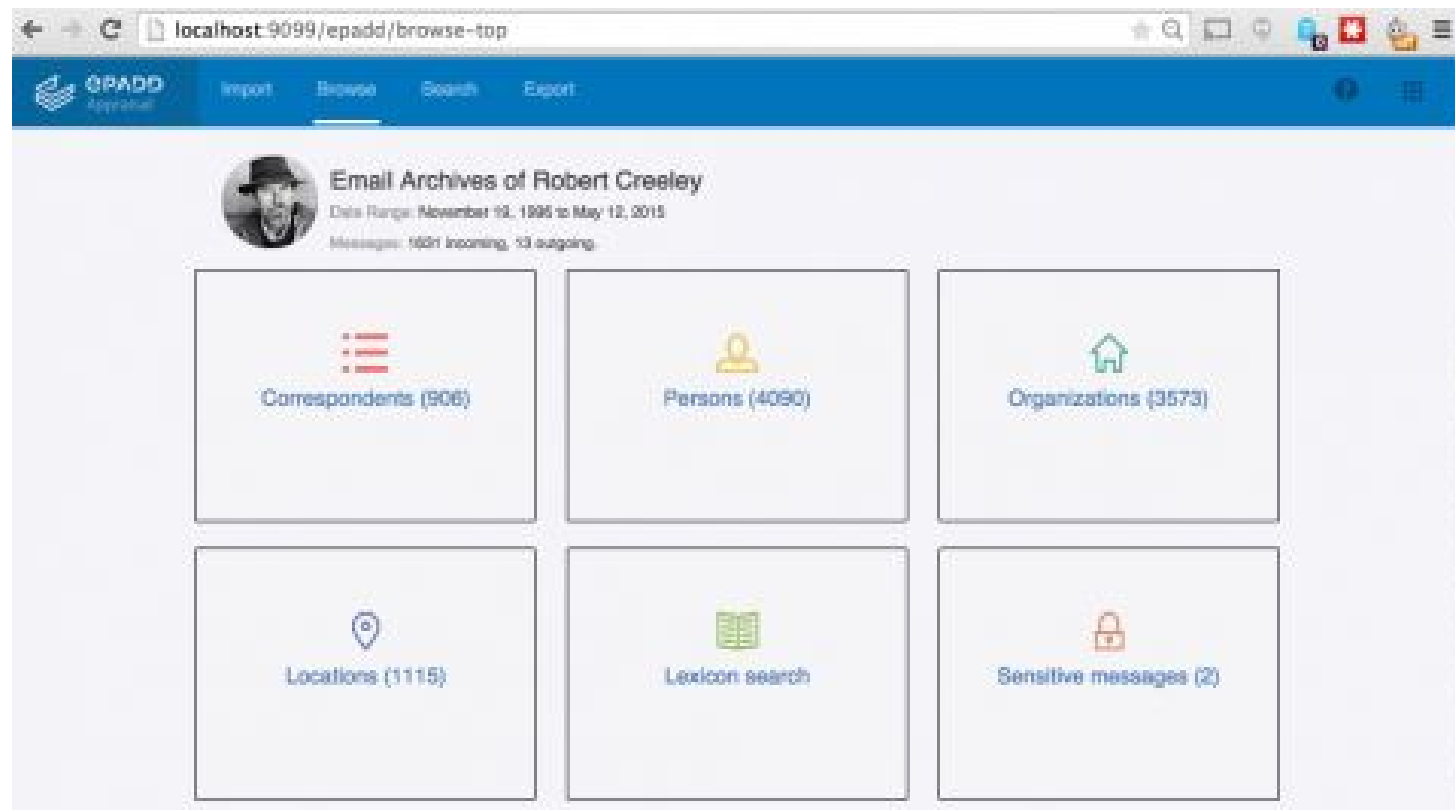 localhost:9099/epadd/browse-top
ePADD
Appraisal
Import Browse Search Export
Email Archives of Robert Creeley
Date Range: November 19, 1996 to May 12, 2015
Messages: incoming, 13 outgoing.
Correspondents (906)
Persons (4090)
Organizations (3573)
Locations (1115)
Lexicon search
Sensitive messages (2)